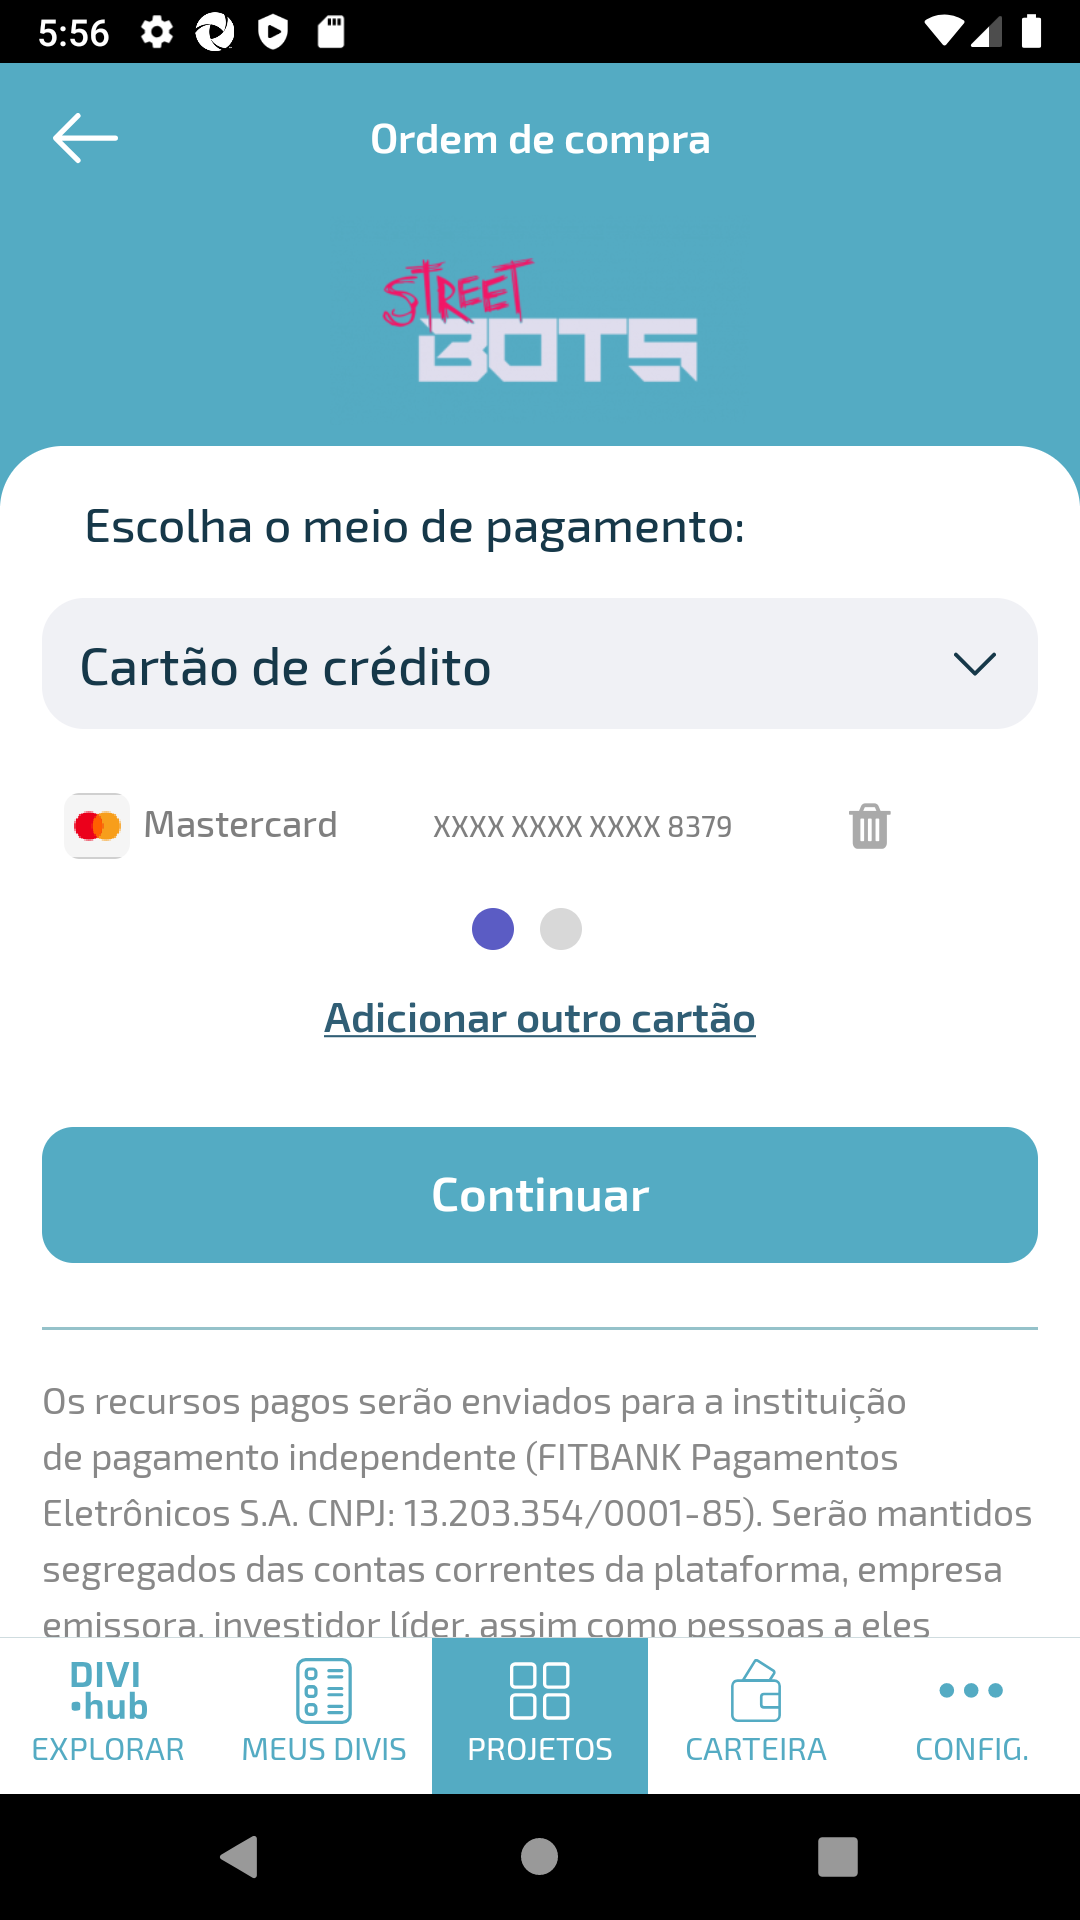 5:56
Ordem de compra
STREET
BOTS
Escolha o meio de pagamento:
Cartão de crédito
Mastercard XXXX XXXX XXXX 8379
Adicionar outro cartão
Continuar
Os recursos pagos serão enviados para a instituição
de pagamento independente (FITBANK Pagamentos
Eletrônicos S.A. CNPJ: 13.203.354/0001-85). Serão mantidos
segregados das contas correntes da plataforma, empresa
emissora, investidor líder, assim como pessoas a eles
DIVI
·hub
EXPLORAR MEUS DIVIS PROJETOS CARTEIRA CONFIG.